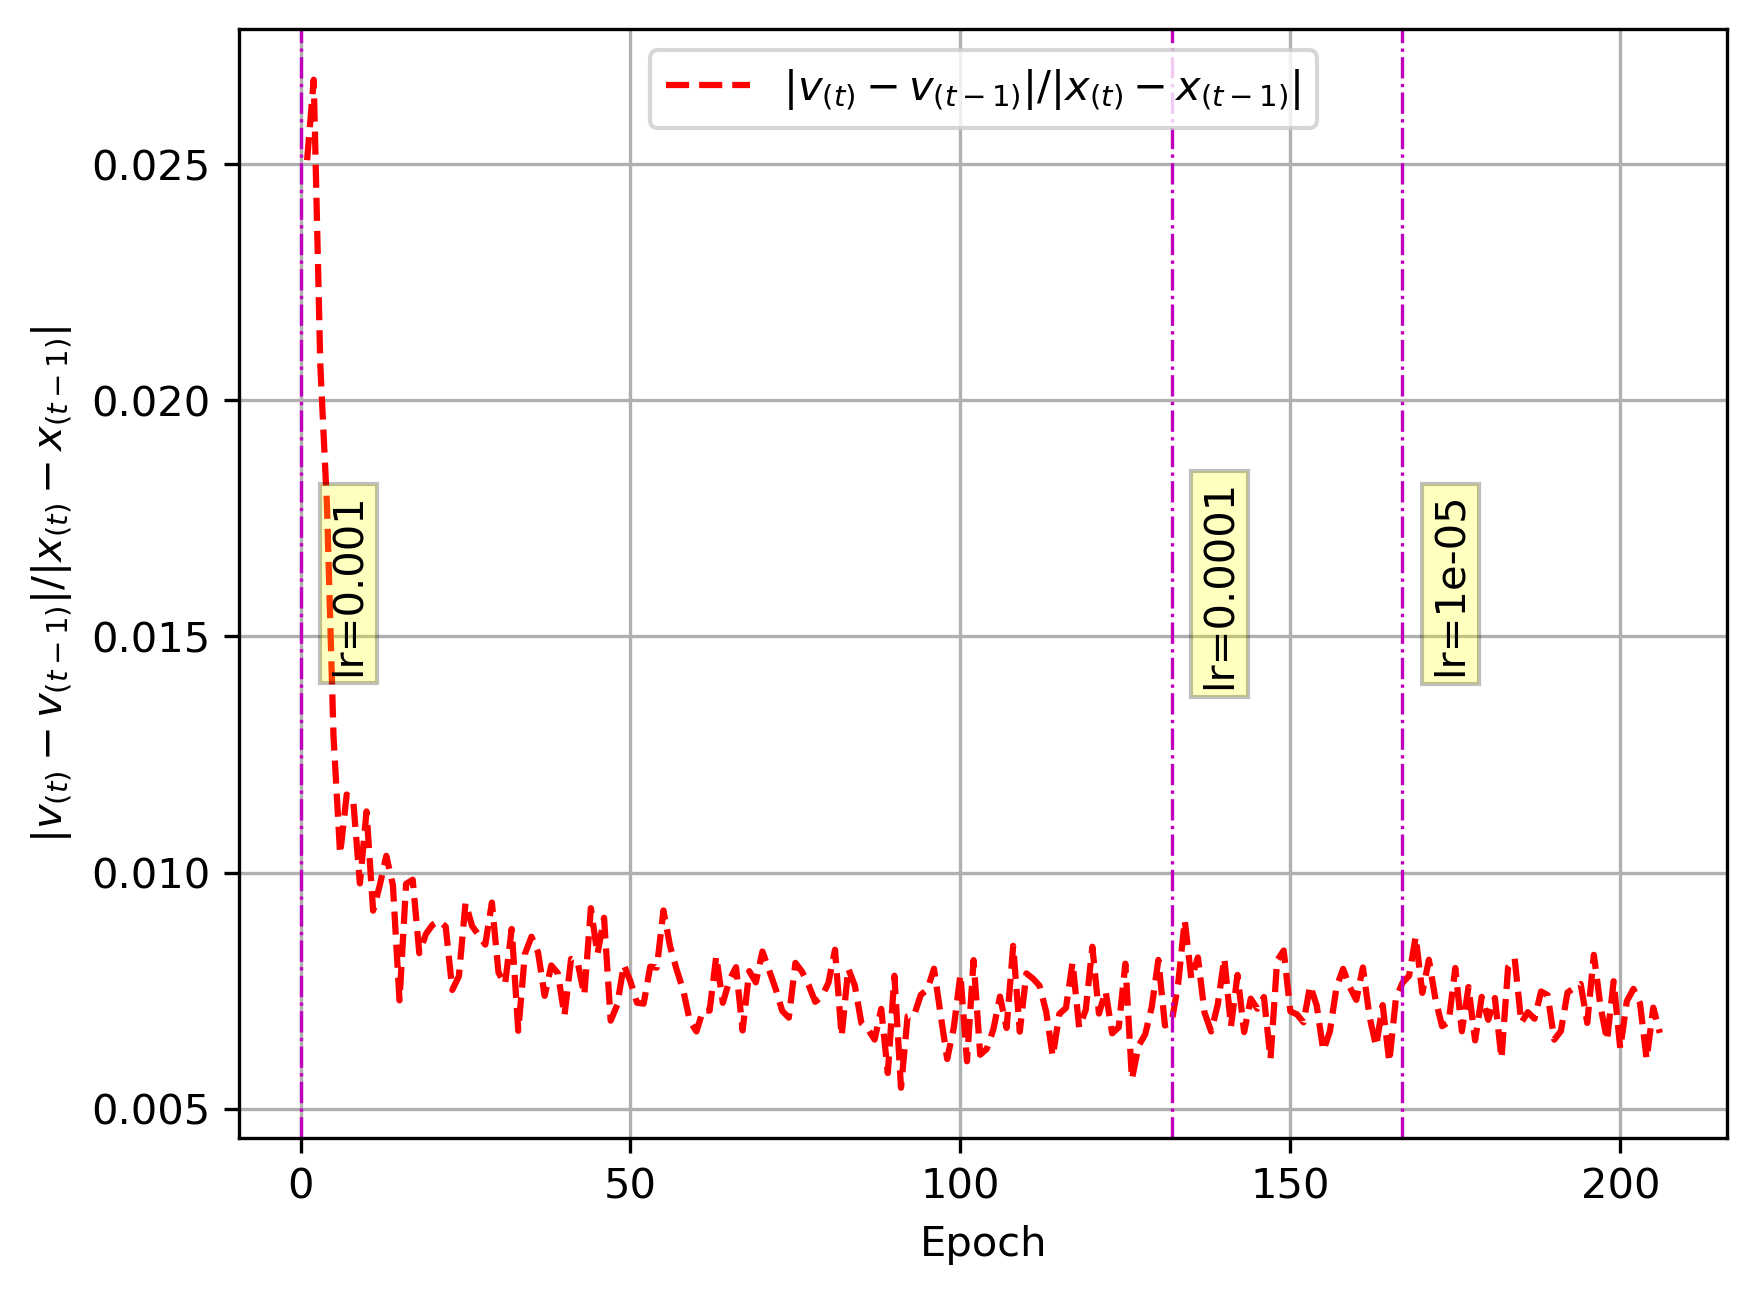 |v(t) − v(t − 1)|/|x(t) − x(t − 1)|
|v(t) − v(t − 1)|/|x(t) − x(t − 1)|
0.025
0.020
0.015
0.010
0.005
lr=0.001
lr=0.0001
lr=1e-05
0
50
100
150
200
Epoch